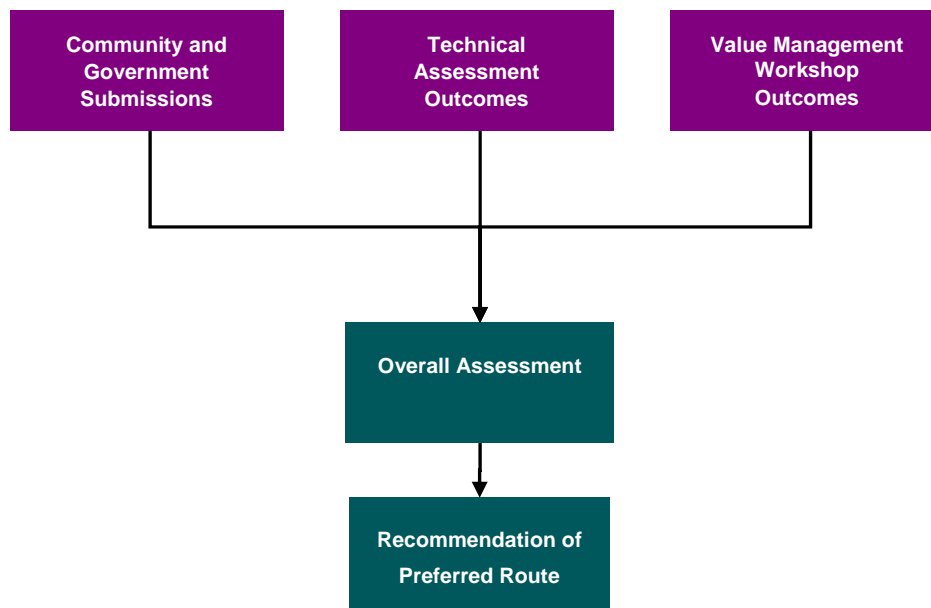 Community and
Government
Submissions
Technical
Assessment
Outcomes
Value Management
Workshop
Outcomes
Overall Assessment
Recommendation of
Preferred Route